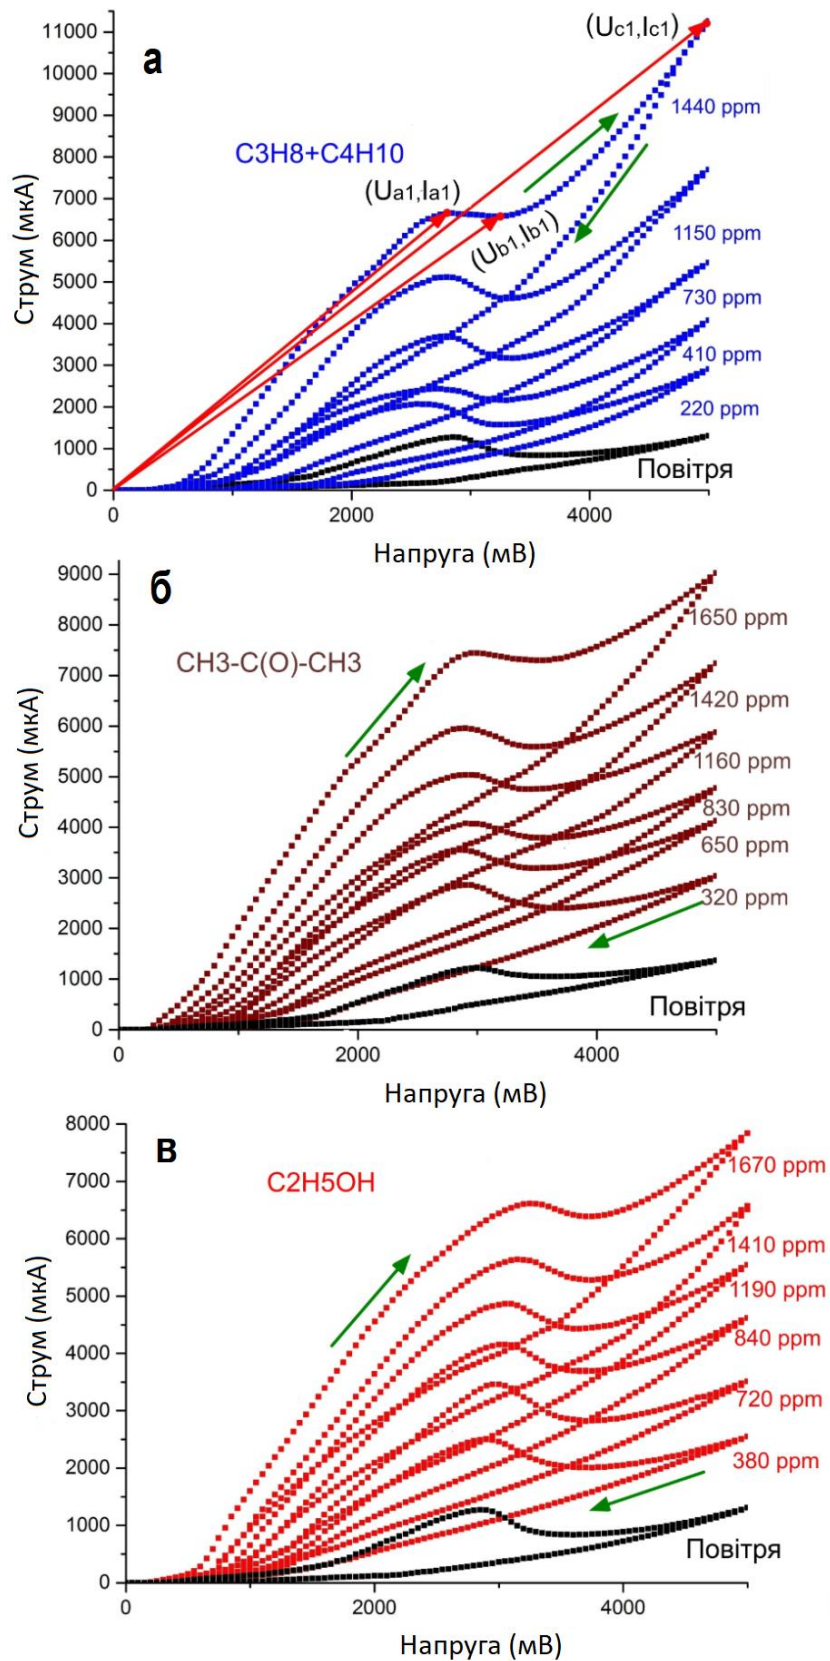 а
(Uc1,Ic1)
11000
10000
9000
8000
7000
6000
5000
4000
3000
2000
1000
0
Струм (мкА)
C3H8+C4H10
(Ua1,Ia1)
(Ub1,Ib1)
1440 ppm
1150 ppm
730 ppm
410 ppm
220 ppm
Повітря
0
2000
4000
Напруга (мВ)
б
9000
8000
7000
6000
5000
4000
3000
2000
1000
0
Струм (мкА)
CH3-C(O)-CH3
1650 ppm
1420 ppm
1160 ppm
830 ppm
650 ppm
320 ppm
Повітря
0
2000
4000
Напруга (мВ)
в
8000
7000
6000
5000
4000
3000
2000
1000
0
Струм (мкА)
C2H5OH
1670 ppm
1410 ppm
1190 ppm
840 ppm
720 ppm
380 ppm
Повітря
0
2000
4000
Напруга (мВ)